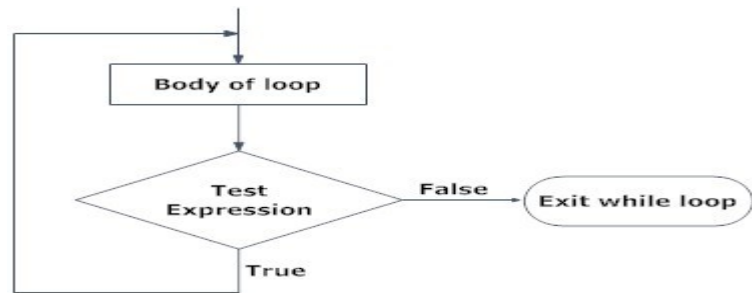 Body of loop
Test
Expression
False
Exit while loop
True